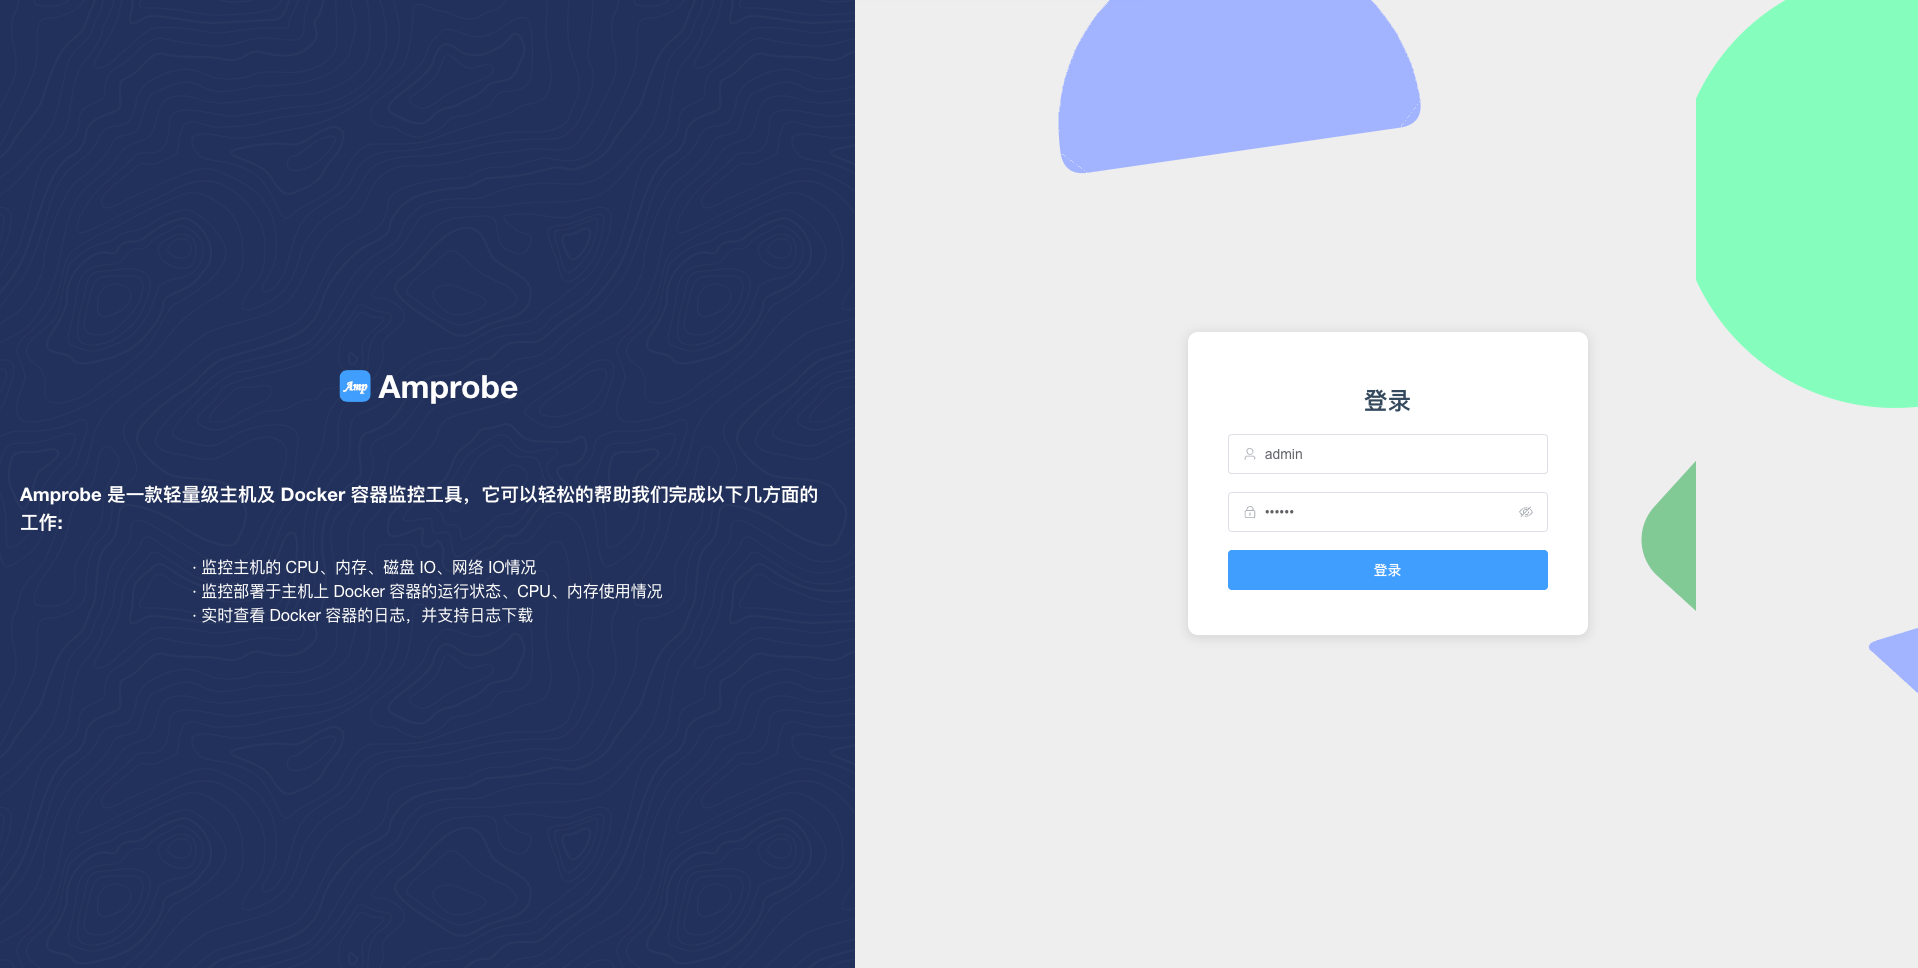 Amp Amprobe
Amprobe 是一款轻量级主机及 Docker 容器监控工具，它可以轻松的帮助我们完成以下几方面的
工作:
· 监控主机的 CPU、内存、磁盘 IO、网络 IO情况
· 监控部署于主机上 Docker 容器的运行状态、CPU、内存使用情况
· 实时查看 Docker 容器的日志，并支持日志下载
登录
admin
••••••
登录